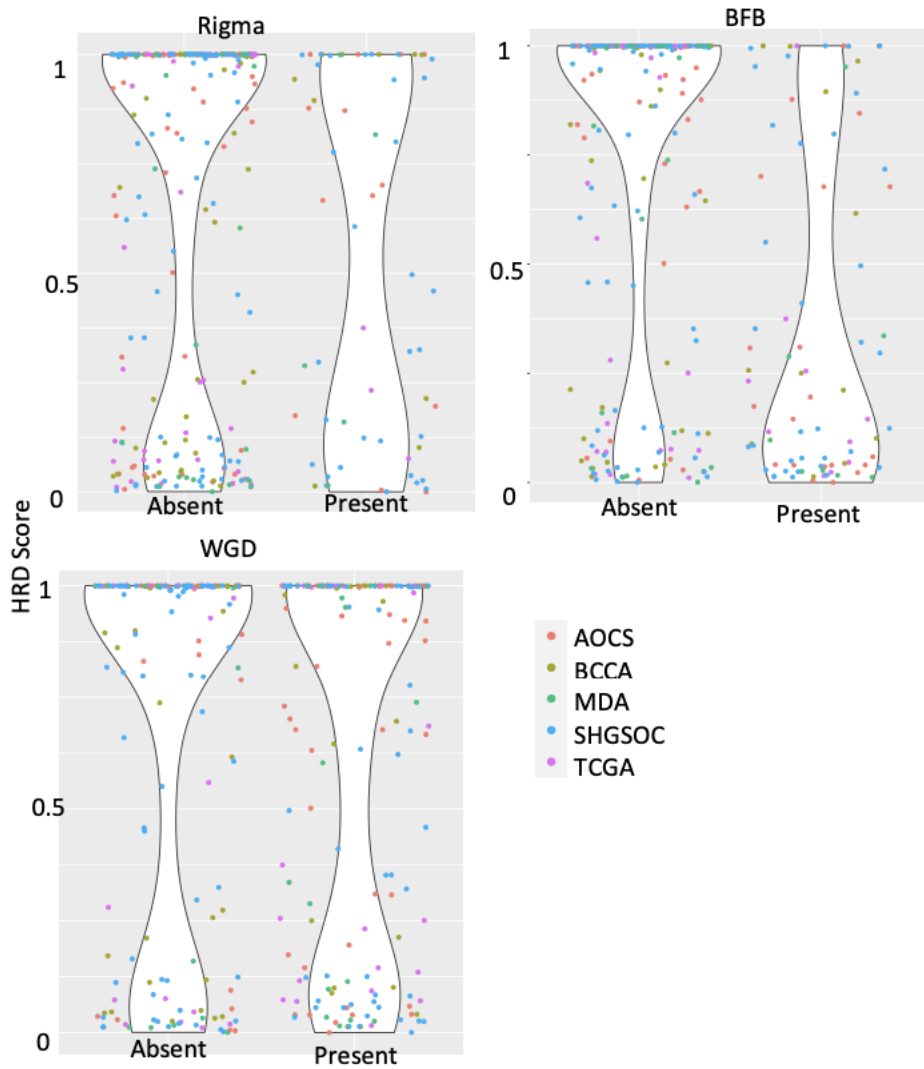 Rigma
1
0.5
0
Absent
Present
BFB
1
0.5
0
Absent
Present
HRD Score
WGD
1
0.5
0
Absent
Present
AOCS
BCCA
MDA
SHGSOC
TCGA